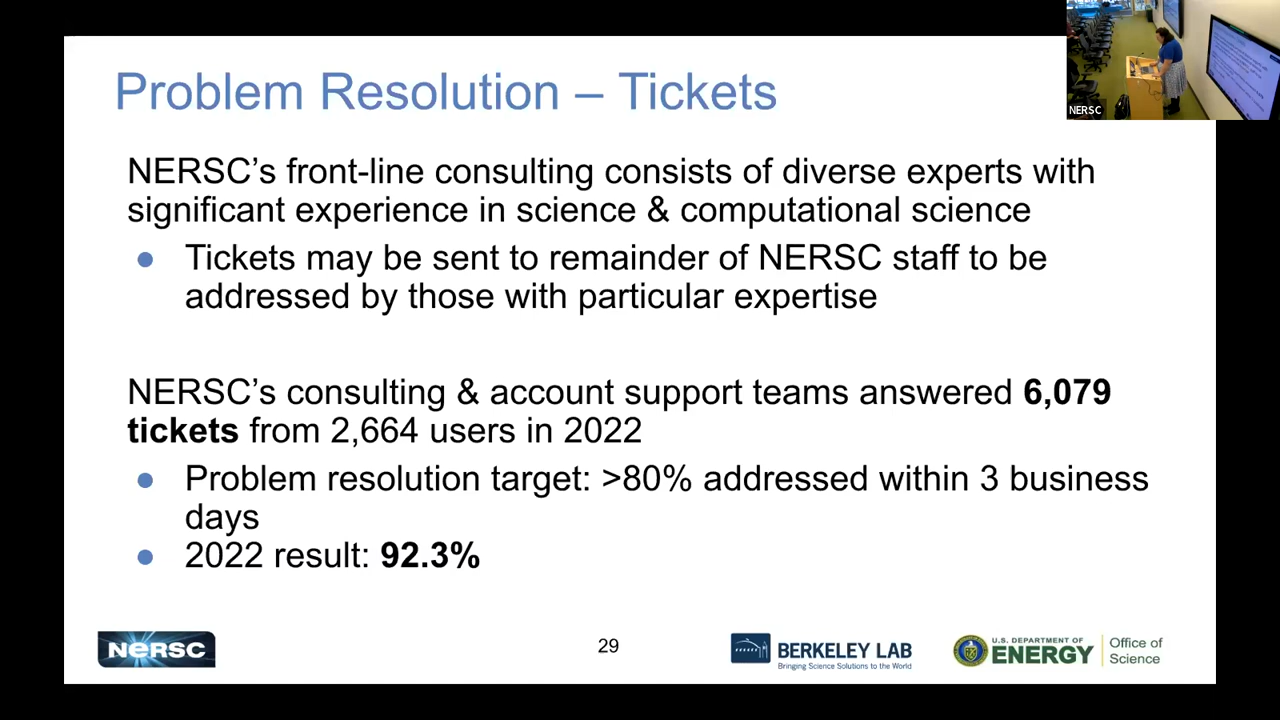 Problem Resolution – Tickets
NERSC
NERSC’s front-line consulting consists of diverse experts with
significant experience in science & computational science
● Tickets may be sent to remainder of NERSC staff to be
addressed by those with particular expertise
NERSC’s consulting & account support teams answered 6,079
tickets from 2,664 users in 2022
● Problem resolution target: >80% addressed within 3 business
days
● 2022 result: 92.3%
NERSC
29
BERKELEY LAB
Bringing Science Solutions to the World
U.S. DEPARTMENT OF
ENERGY
Office of
Science